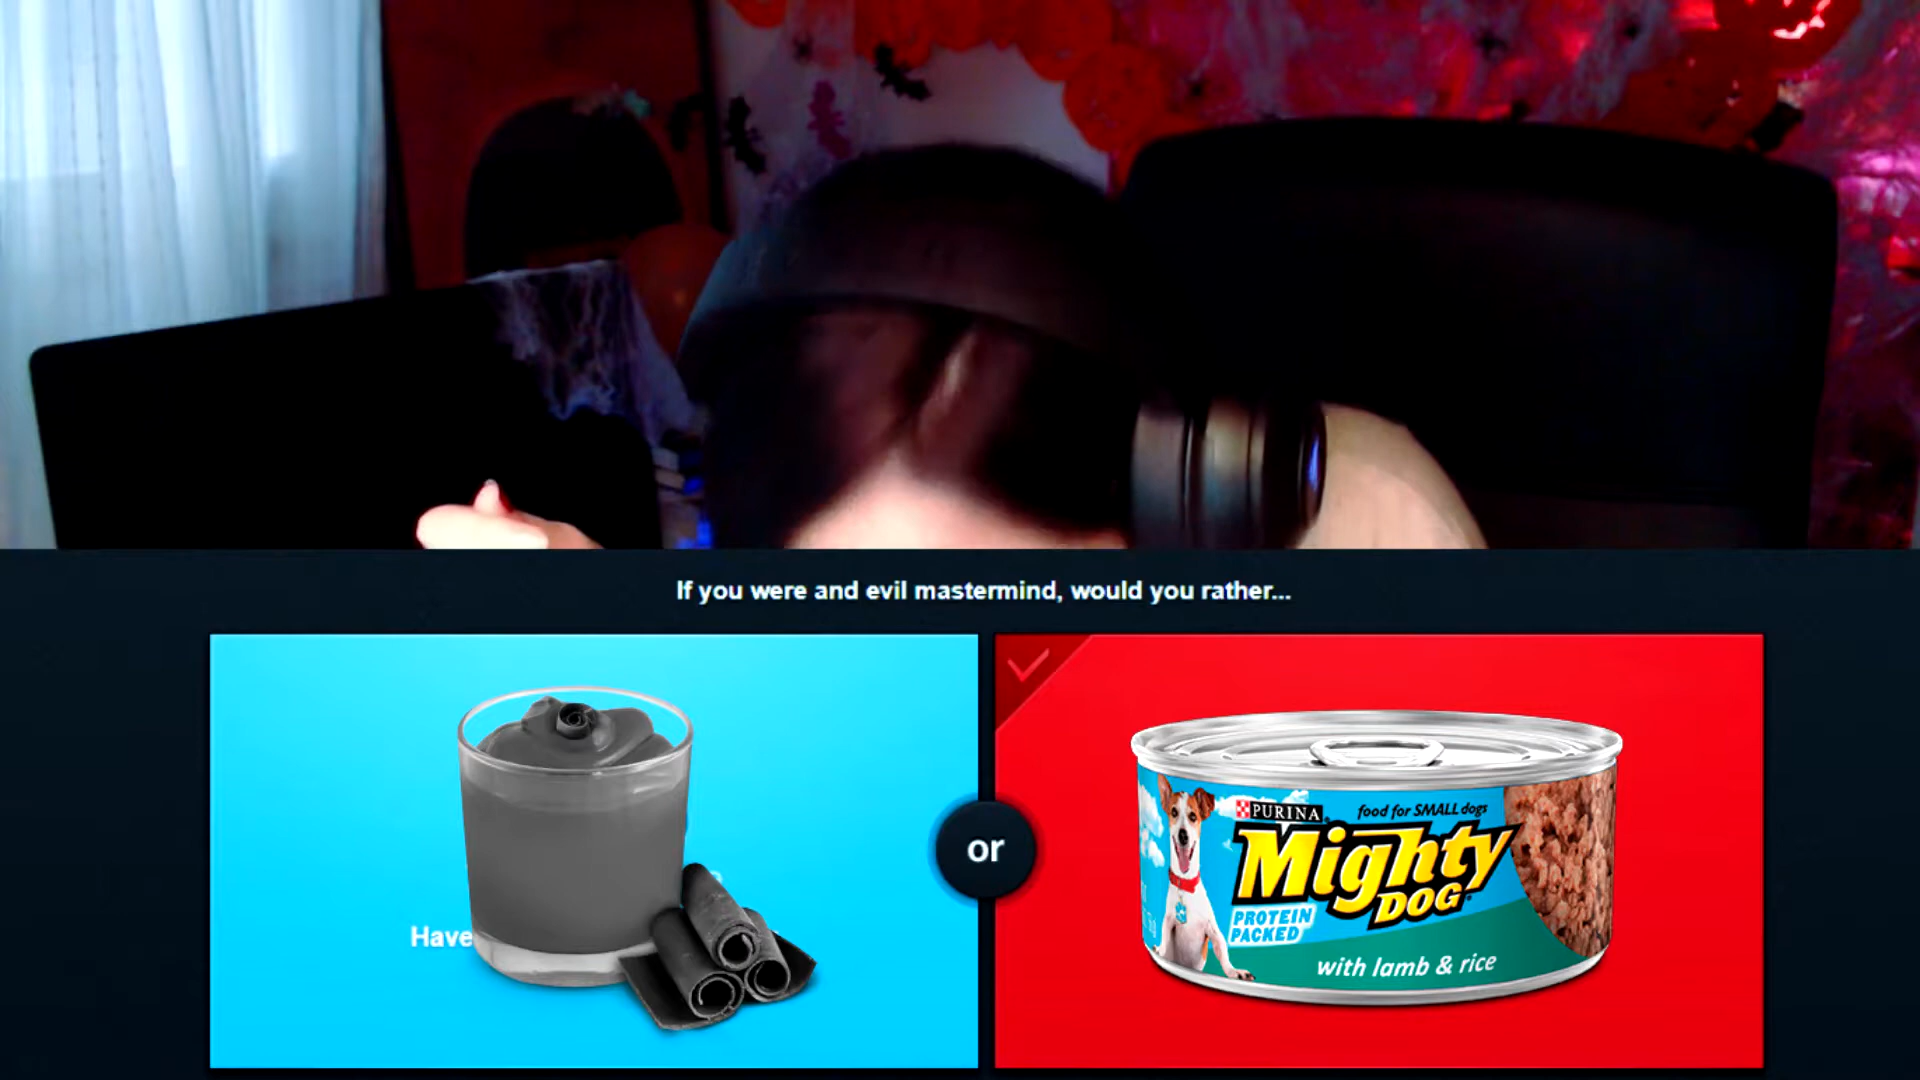 If you were and evil mastermind, would you rather...
Have
or
PURINA
food for SMALL dogs
Mighty
DOG
PROTEIN
PACKED
with lamb & rice